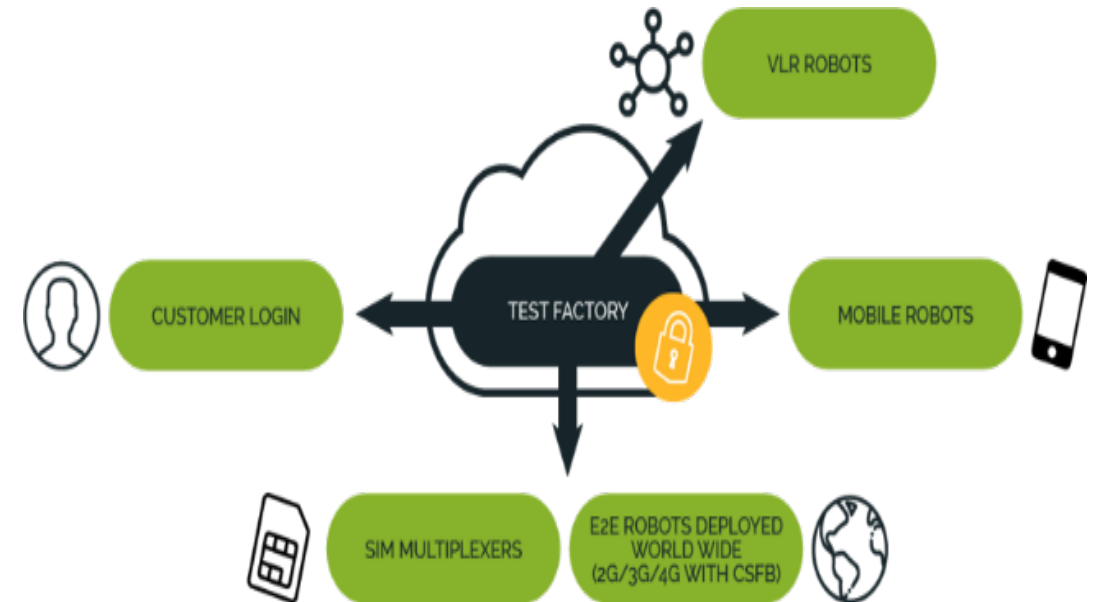 VLR ROBOTS
CUSTOMER LOGIN
TEST FACTORY
MOBILE ROBOTS
SIM MULTIPLEXERS
E2E ROBOTS DEPLOYED
WORLD WIDE
(2G/3G/4G WITH CSFB)